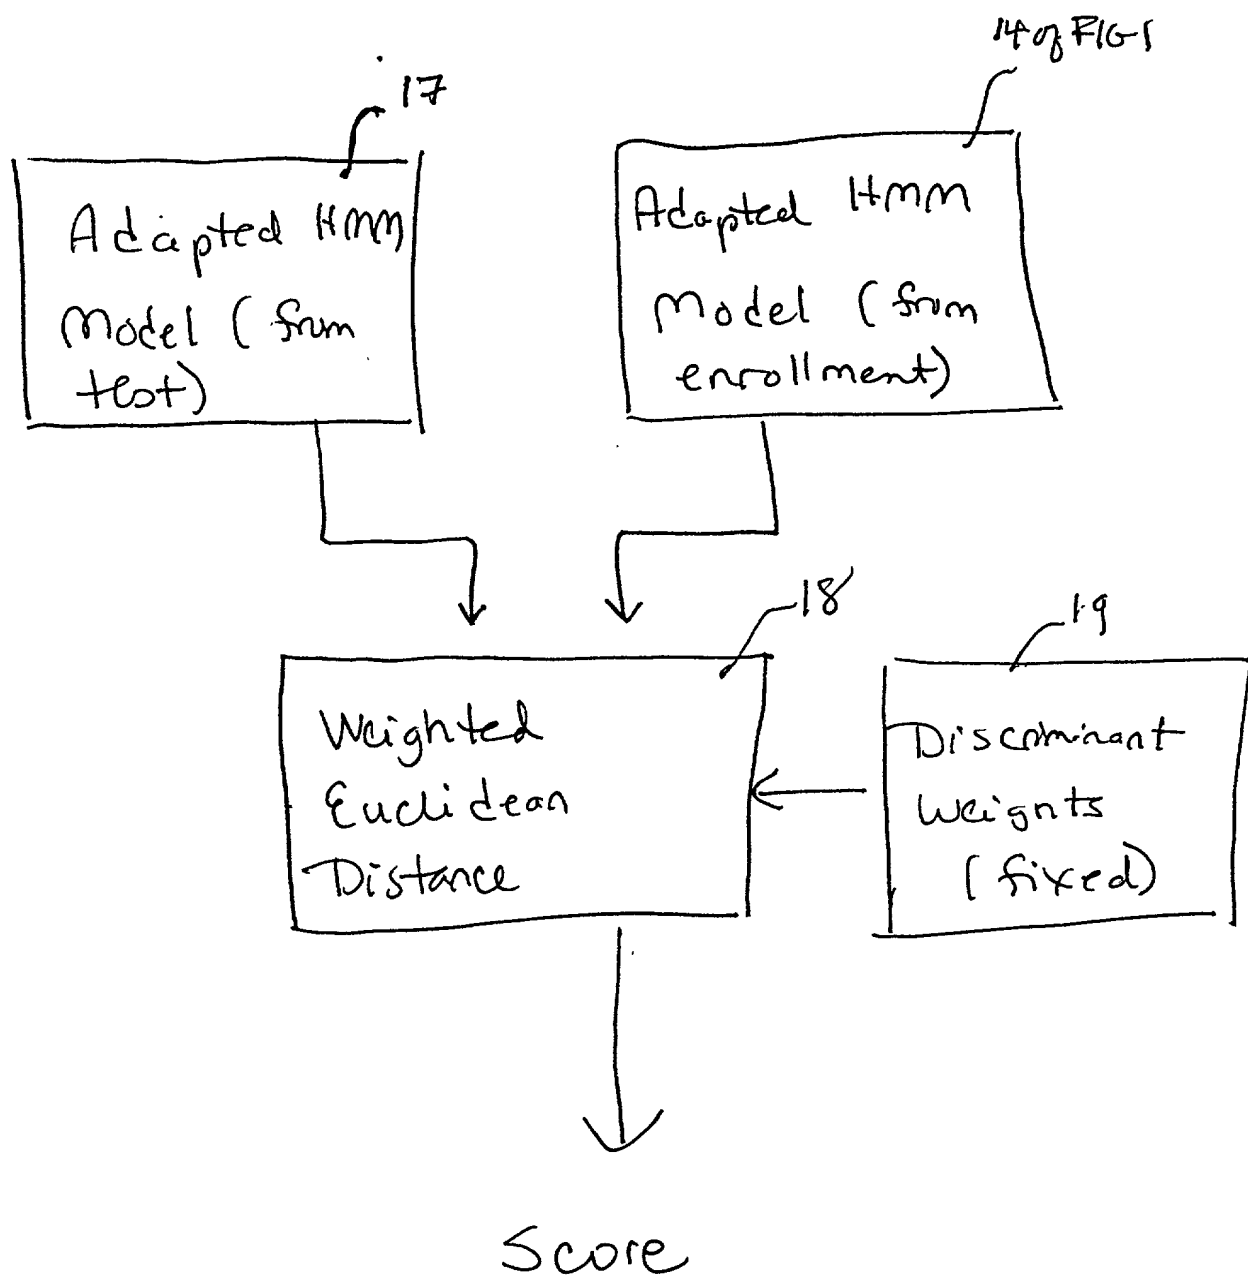 17
14 of FIG 1
Adapted HMM
Model (from
test)
Adapted HMM
Model (from
enrollment)
18
19
Weighted
Euclidean
Distance
Discriminant
Weights
(fixed)
Score